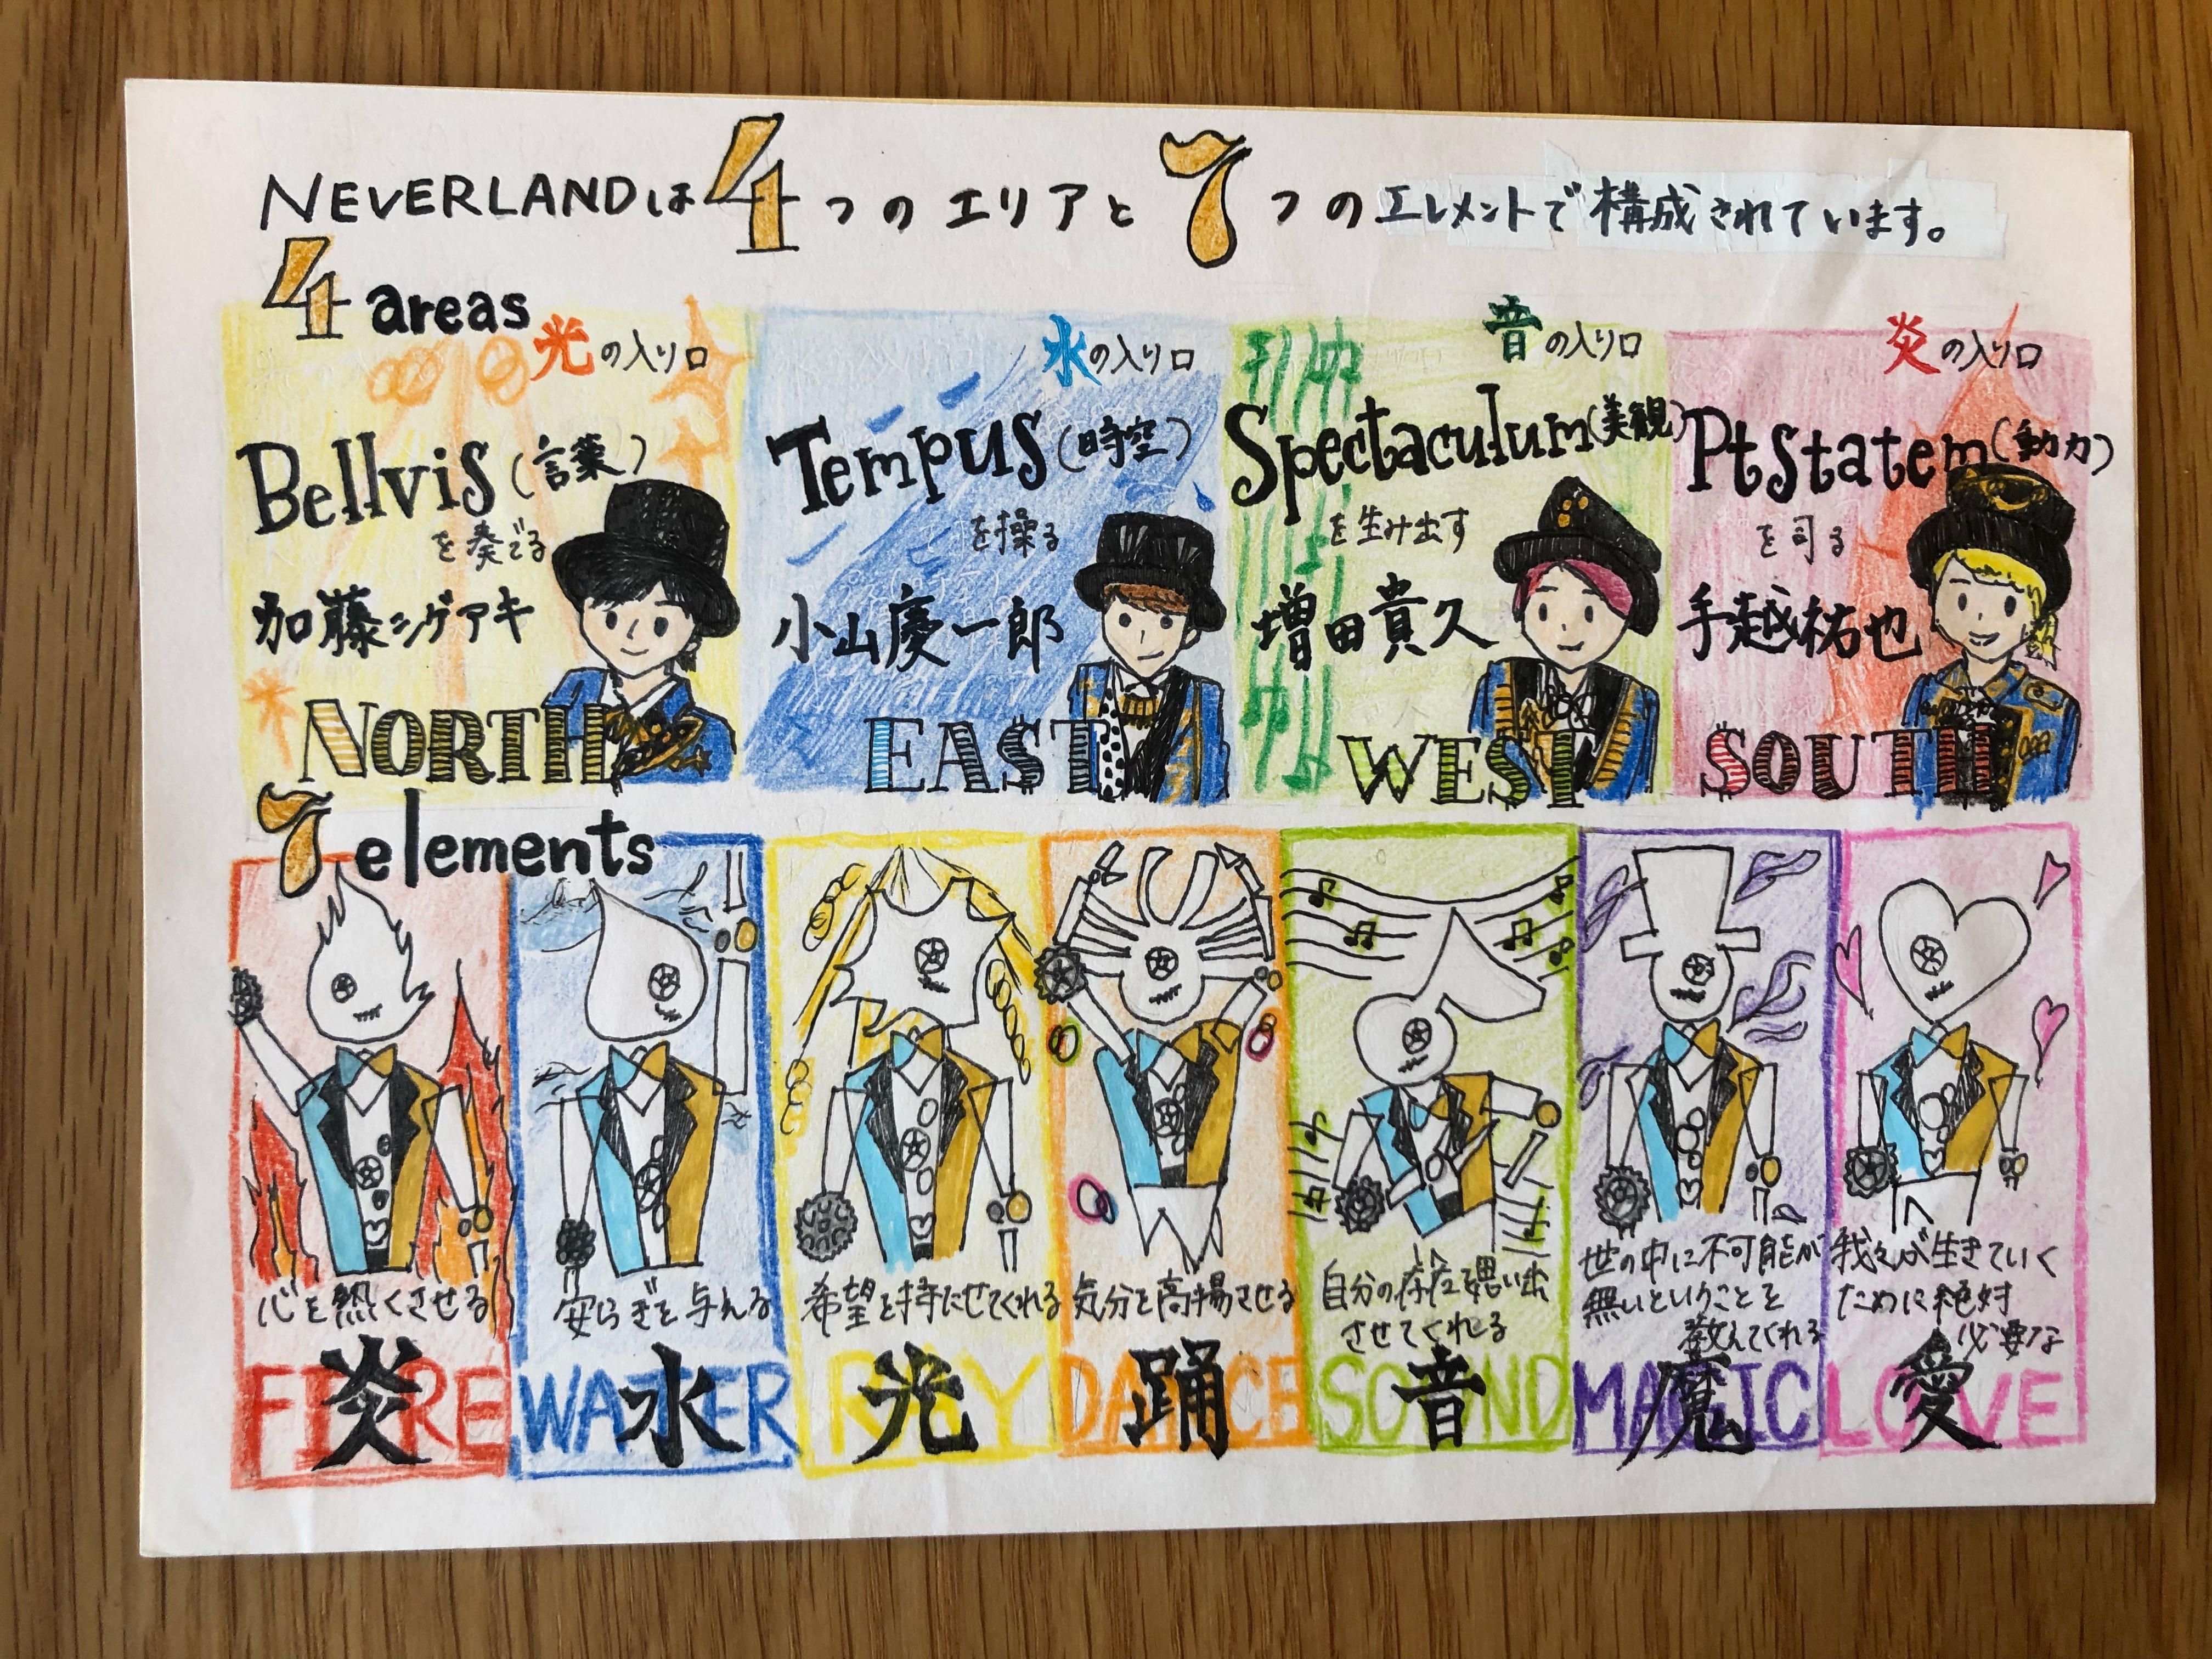 NEVERLANDは4つのエリアと7つのエレメントで構成されています。
4 areas
光の入り口
Bellvis(言葉)
を奏でる
加藤シゲアキ
NORTH
水の入り口
Tempus(時空)
を操る
小山慶一郎
EAST
音の入り口
Spectaculum(美観)
を生み出す
増田貴久
WEST
炎の入り口
Ptstatem(動力)
を司る
手越祐也
SOUTH
7 elements
心を熱くさせる
炎
FIRE
安らぎを与える
水
WATER
希望を持たせてくれる
光
RAY
気分を高揚させる
踊
DANCE
自分の存在を思い出
させてくれる
音
SOUND
世の中に不可能が
無いということを
教えてくれる
魔
MAGIC
我々が生きていく
ために絶対
必要な
愛
LOVE